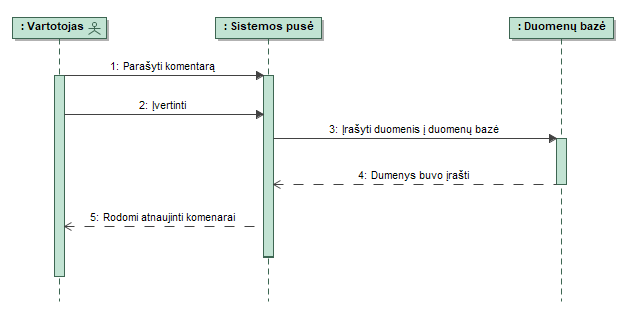 : Vartotojas
: Sistemos pusė
: Duomenų bazė
1: Parašyti komentarą
2: Įvertinti
3: Įrašyti duomenis į duomenų bazė
4: Dumenys buvo įrašti
5: Rodomi atnaujinti komenarai